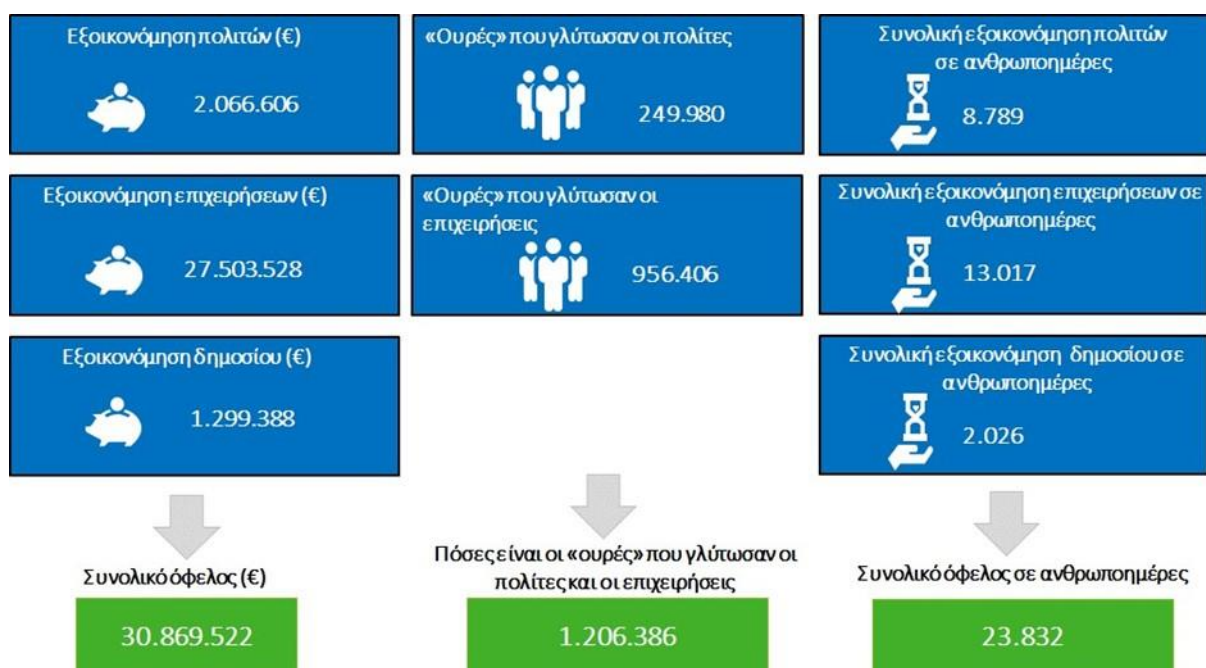 Εξοικονόμηση πολιτών (€)
2.066.606
«Ουρές» που γλύτωσαν οι πολίτες
249.980
Συνολική εξοικονόμηση πολιτών
σε ανθρωποημέρες
8.789
Εξοικονόμηση επιχειρήσεων (€)
27.503.528
«Ουρές» που γλύτωσαν οι
επιχειρήσεις
956.406
Συνολική εξοικονόμηση επιχειρήσεων σε
ανθρωποημέρες
13.017
Εξοικονόμηση δημοσίου (€)
1.299.388
Συνολική εξοικονόμηση δημοσίου σε
ανθρωποημέρες
2.026
Συνολικό όφελος (€)
30.869.522
Πόσες είναι οι «ουρές» που γλύτωσαν οι
πολίτες και οι επιχειρήσεις
1.206.386
Συνολικό όφελος σε ανθρωποημέρες
23.832